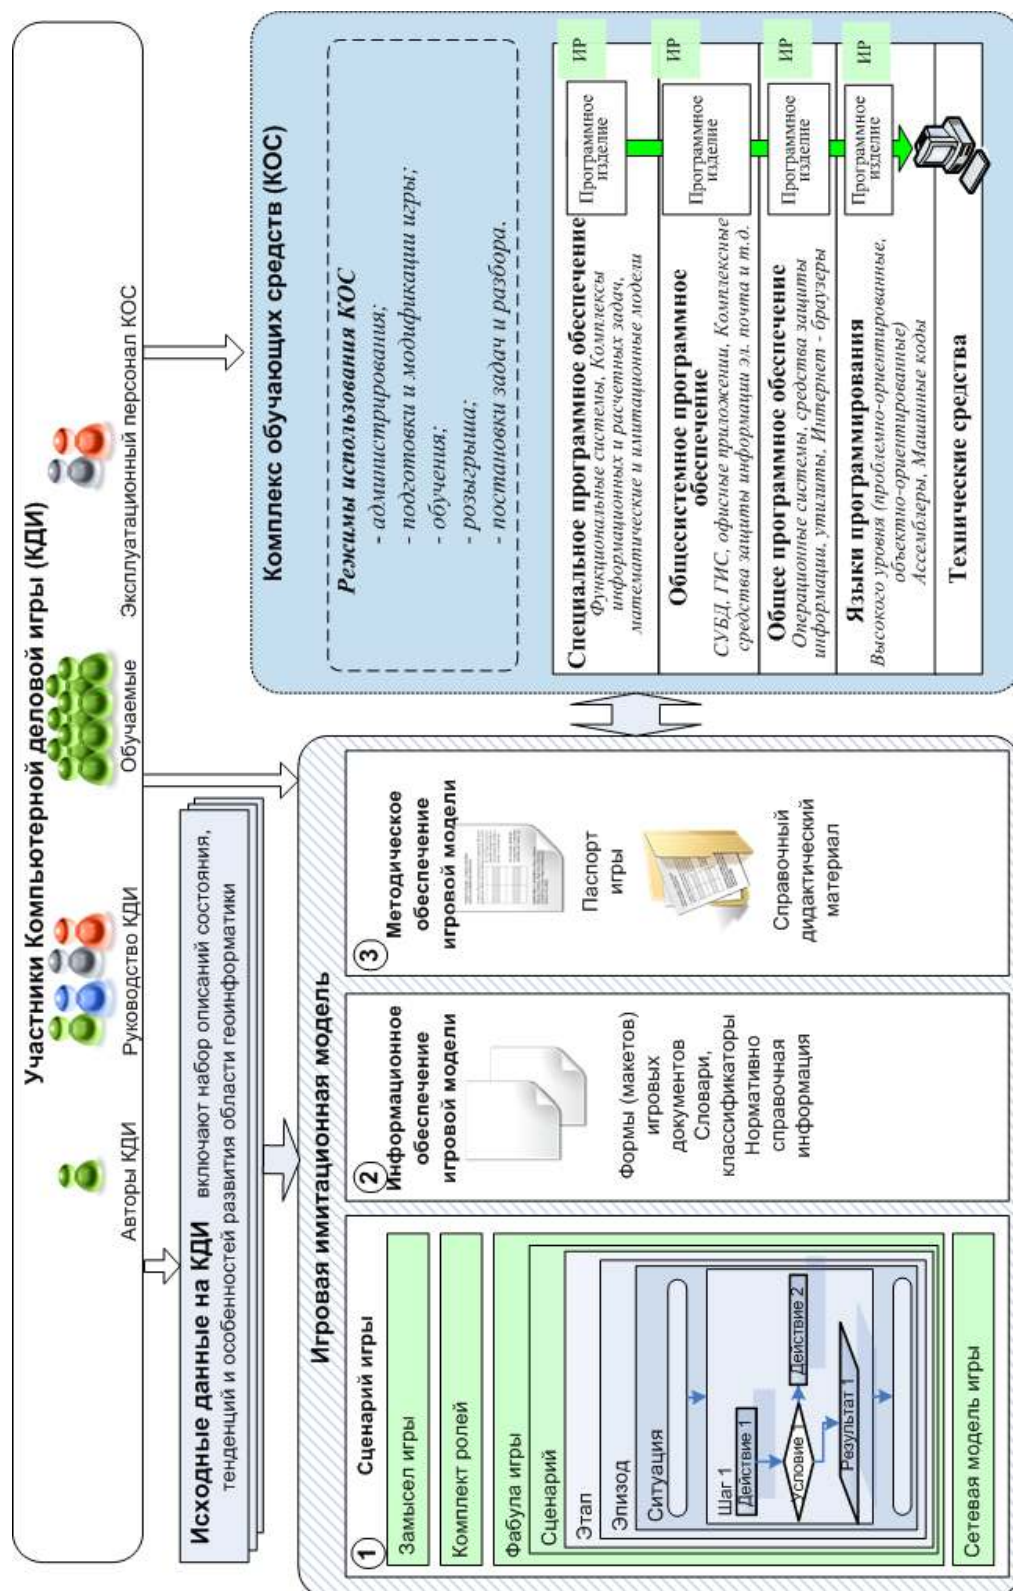 Участники Компьютерной деловой игры (КДИ)
Авторы КДИ
Руководство КДИ
Обучаемые
Эксплуатационный персонал КОС
Исходные данные на КДИ включают набор описаний состояния,
тенденций и особенностей развития области геоинформатики
Игровая имитационная модель
1
Сценарий игры
Замысел игры
Комплект ролей
Фабула игры
Сценарий
Этап
Эпизод
Ситуация
Шаг 1
Действие 1
Условие 1
Действие 2
Результат 1
Сетевая модель игры
2
Информационное
обеспечение
игровой модели
Формы (макетов)
игровых
документов
Словари,
классификаторы
Нормативно
справочная
информация
3
Методическое
обеспечение
игровой модели
Паспорт
игры
Справочный
дидактический
материал
Комплекс обучающих средств (КОС)
Режимы использования КОС
- администрирования;
- подготовки и модификации игры;
- обучения;
- розыгрыша;
- постановки задач и разбора.
Специальное программное обеспечение
Функциональные системы, Комплексы
информационных и расчетных задач,
математические и имитационные модели
Программное
изделие
ИР
Общесистемное программное
обеспечение
СУБД, ГИС, офисные приложении, Комплексные
средства защиты информации эл. почта и т.д.
Программное
изделие
ИР
Общее программное обеспечение
Операционные системы, средства защиты
информации, утилиты, Интернет - браузеры
Программное
изделие
ИР
Языки программирования
Высокого уровня (проблемно-ориентированные,
объектно-ориентированные)
Ассемблеры, Машинные коды
Программное
изделие
ИР
Технические средства